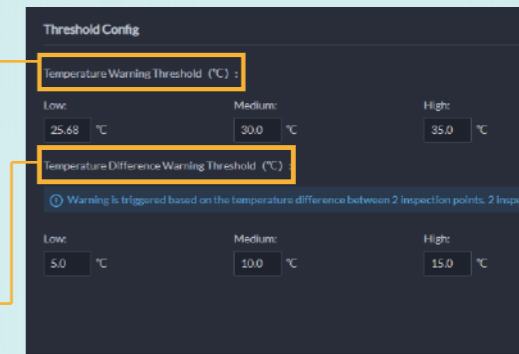 Threshold Config
Temperature Warning Threshold (℃) :
Low: Medium: High:
25.68 ℃ 30.0 ℃ 35.0 ℃
Temperature Difference Warning Threshold (℃) :
Warning is triggered based on the temperature difference between 2 inspection points. 2 inspe
Low: Medium: High:
5.0 ℃ 10.0 ℃ 15.0 ℃